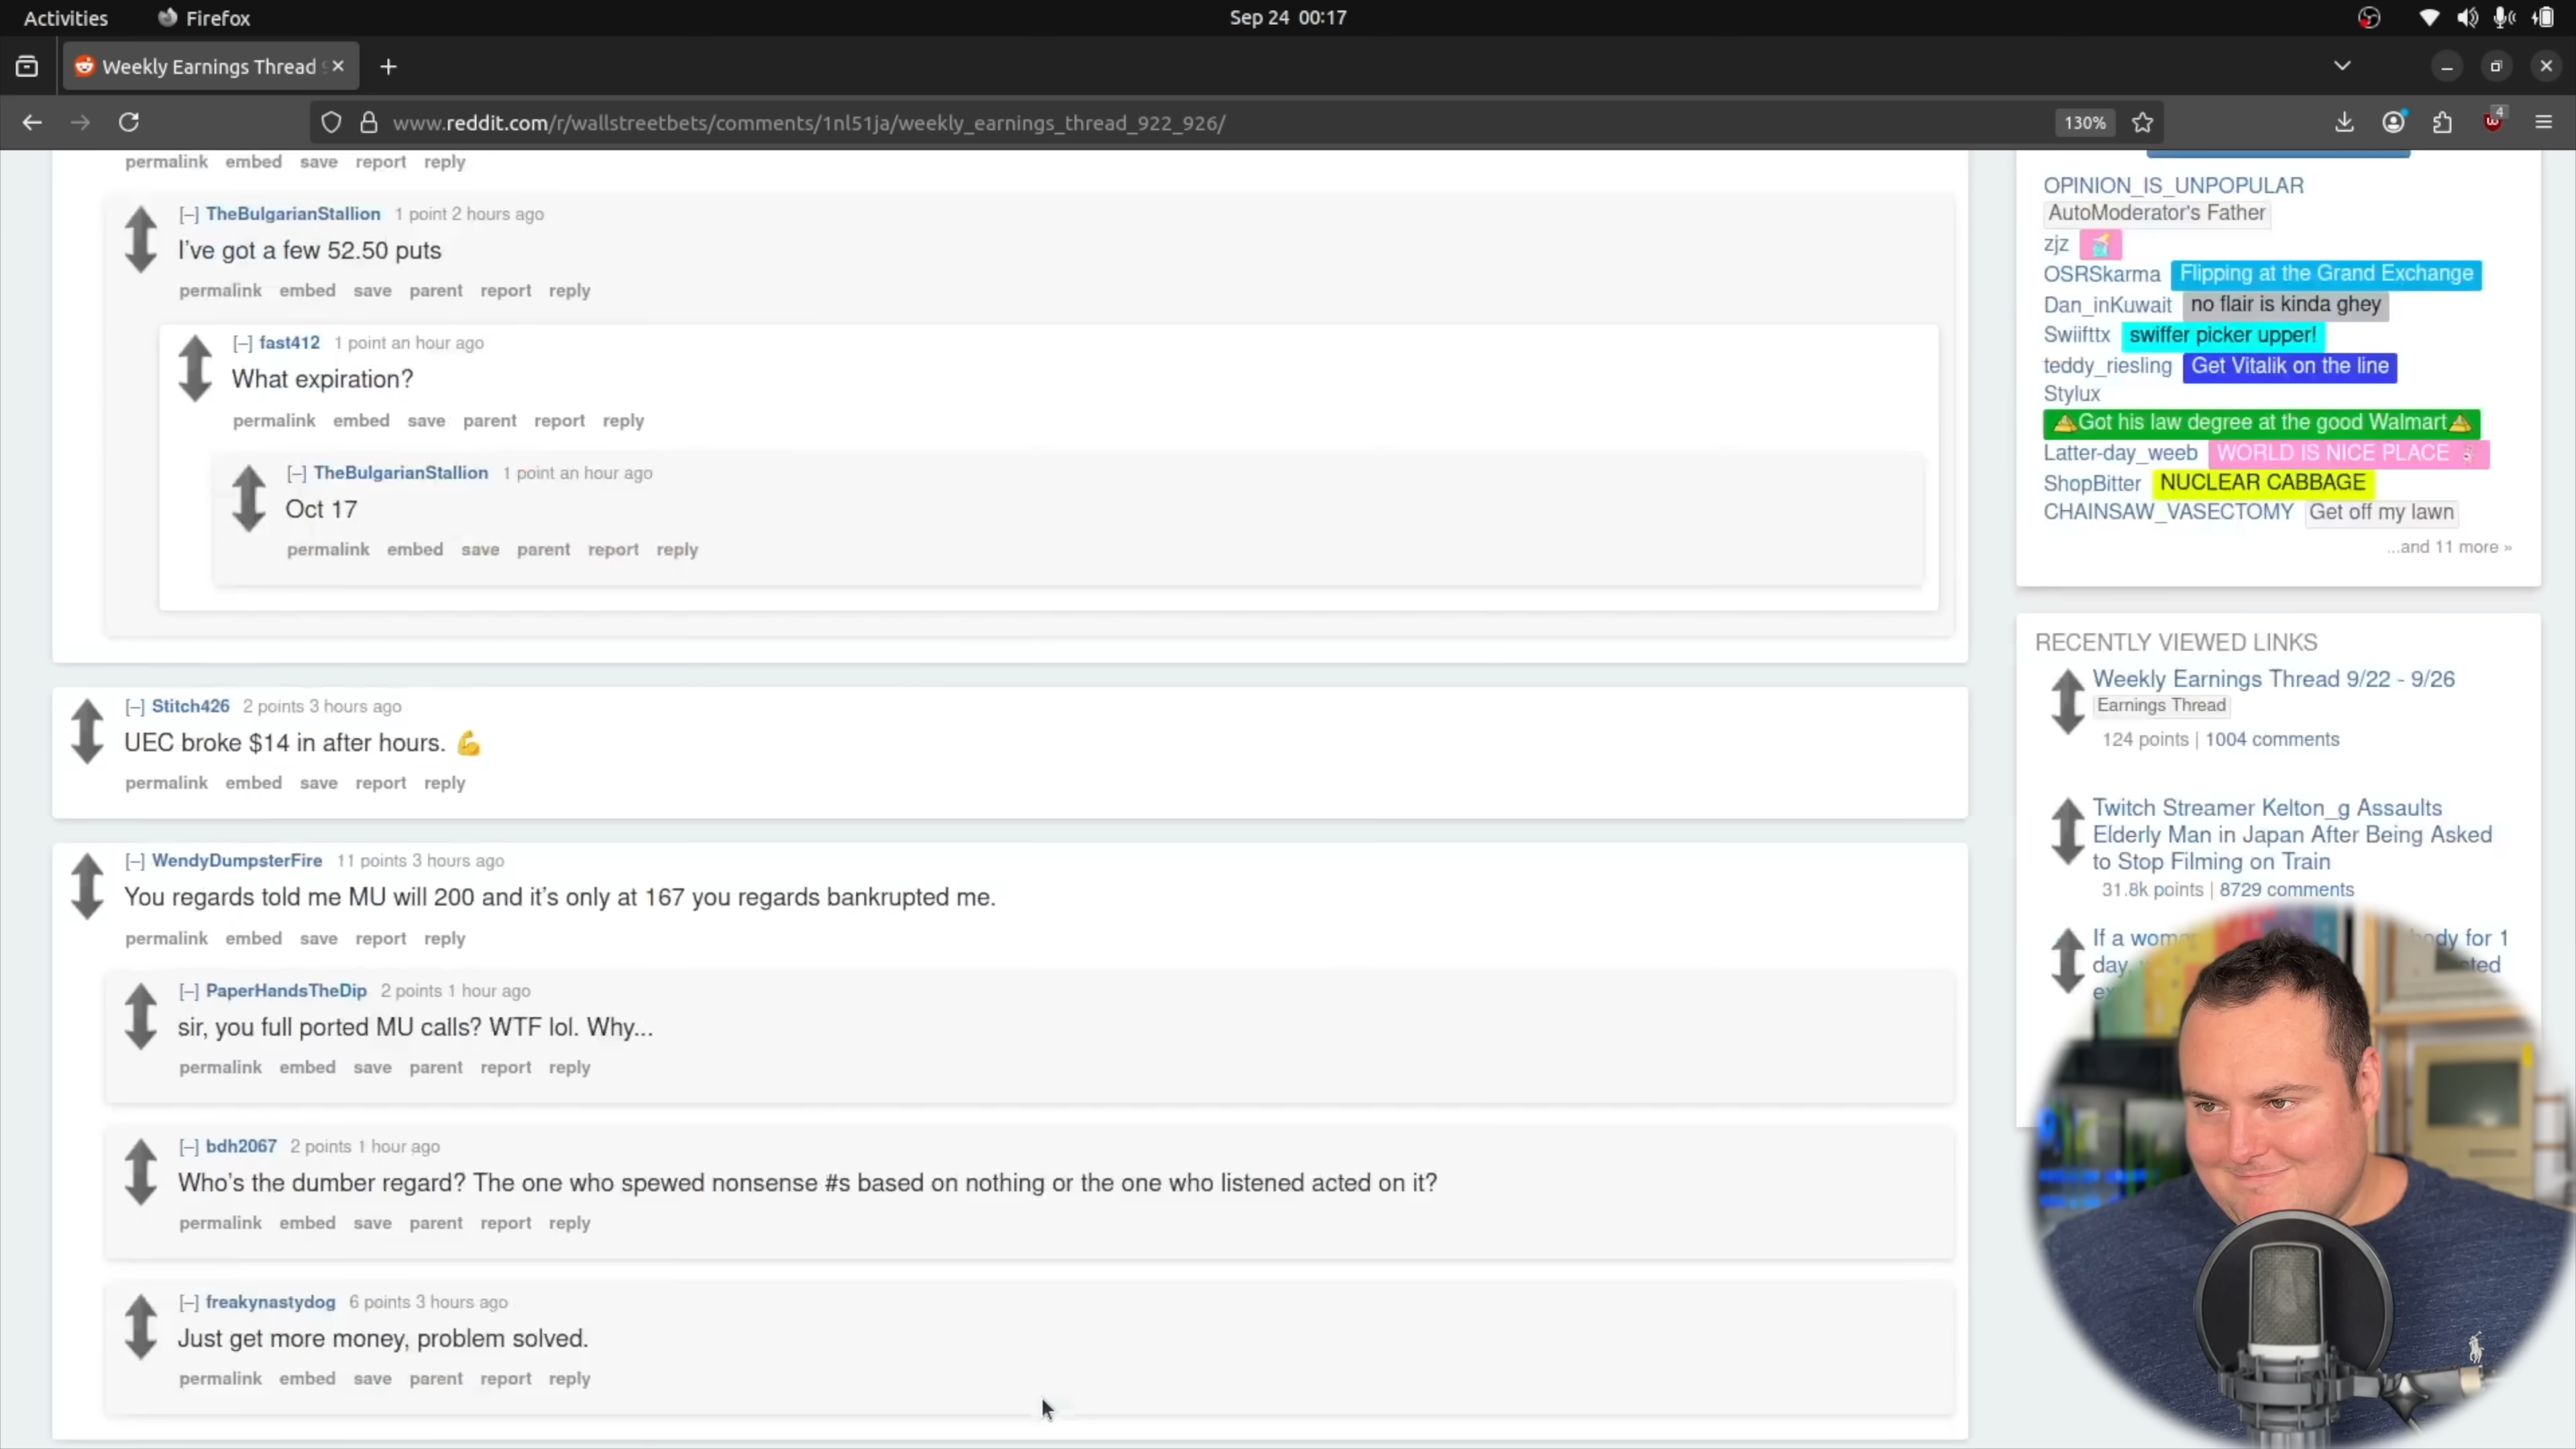 Activities Firefox Sep 24 00:17
Weekly Earnings Thread
www.reddit.com/r/wallstreetbets/comments/1nl51ja/weekly_earnings_thread_922_926/ 130% 4
permalink embed save report reply
[–] TheBulgarianStallion 1 point 2 hours ago
I've got a few 52.50 puts
permalink embed save parent report reply
[–] fast412 1 point an hour ago
What expiration?
permalink embed save parent report reply
[–] TheBulgarianStallion 1 point an hour ago
Oct 17
permalink embed save parent report reply
[–] Stitch426 2 points 3 hours ago
UEC broke $14 in after hours. 💪
permalink embed save report reply
[–] WendyDumpsterFire 11 points 3 hours ago
You regards told me MU will 200 and it's only at 167 you regards bankrupted me.
permalink embed save report reply
[–] PaperHandsTheDip 2 points 1 hour ago
sir, you full ported MU calls? WTF lol. Why...
permalink embed save parent report reply
[–] bdh2067 2 points 1 hour ago
Who's the dumber regard? The one who spewed nonsense #s based on nothing or the one who listened acted on it?
permalink embed save parent report reply
[–] freakynastydog 6 points 3 hours ago
Just get more money, problem solved.
permalink embed save parent report reply
OPINION_IS_UNPOPULAR
AutoModerator's Father
zjz
OSRSkarma Flipping at the Grand Exchange
Dan_inKuwait no flair is kinda ghey
Swiifttx swiffer picker upper!
teddy_riesling Get Vitalik on the line
Stylux
Got his law degree at the good Walmart
Latter-day_weeb WORLD IS NICE PLACE
ShopBitter NUCLEAR CABBAGE
CHAINSAW_VASECTOMY Get off my lawn
...and 11 more »
RECENTLY VIEWED LINKS
Weekly Earnings Thread 9/22 - 9/26
Earnings Thread
124 points | 1004 comments
Twitch Streamer Kelton_g Assaults
Elderly Man in Japan After Being Asked
to Stop Filming on Train
31.8k points | 8729 comments
If a for 1
day